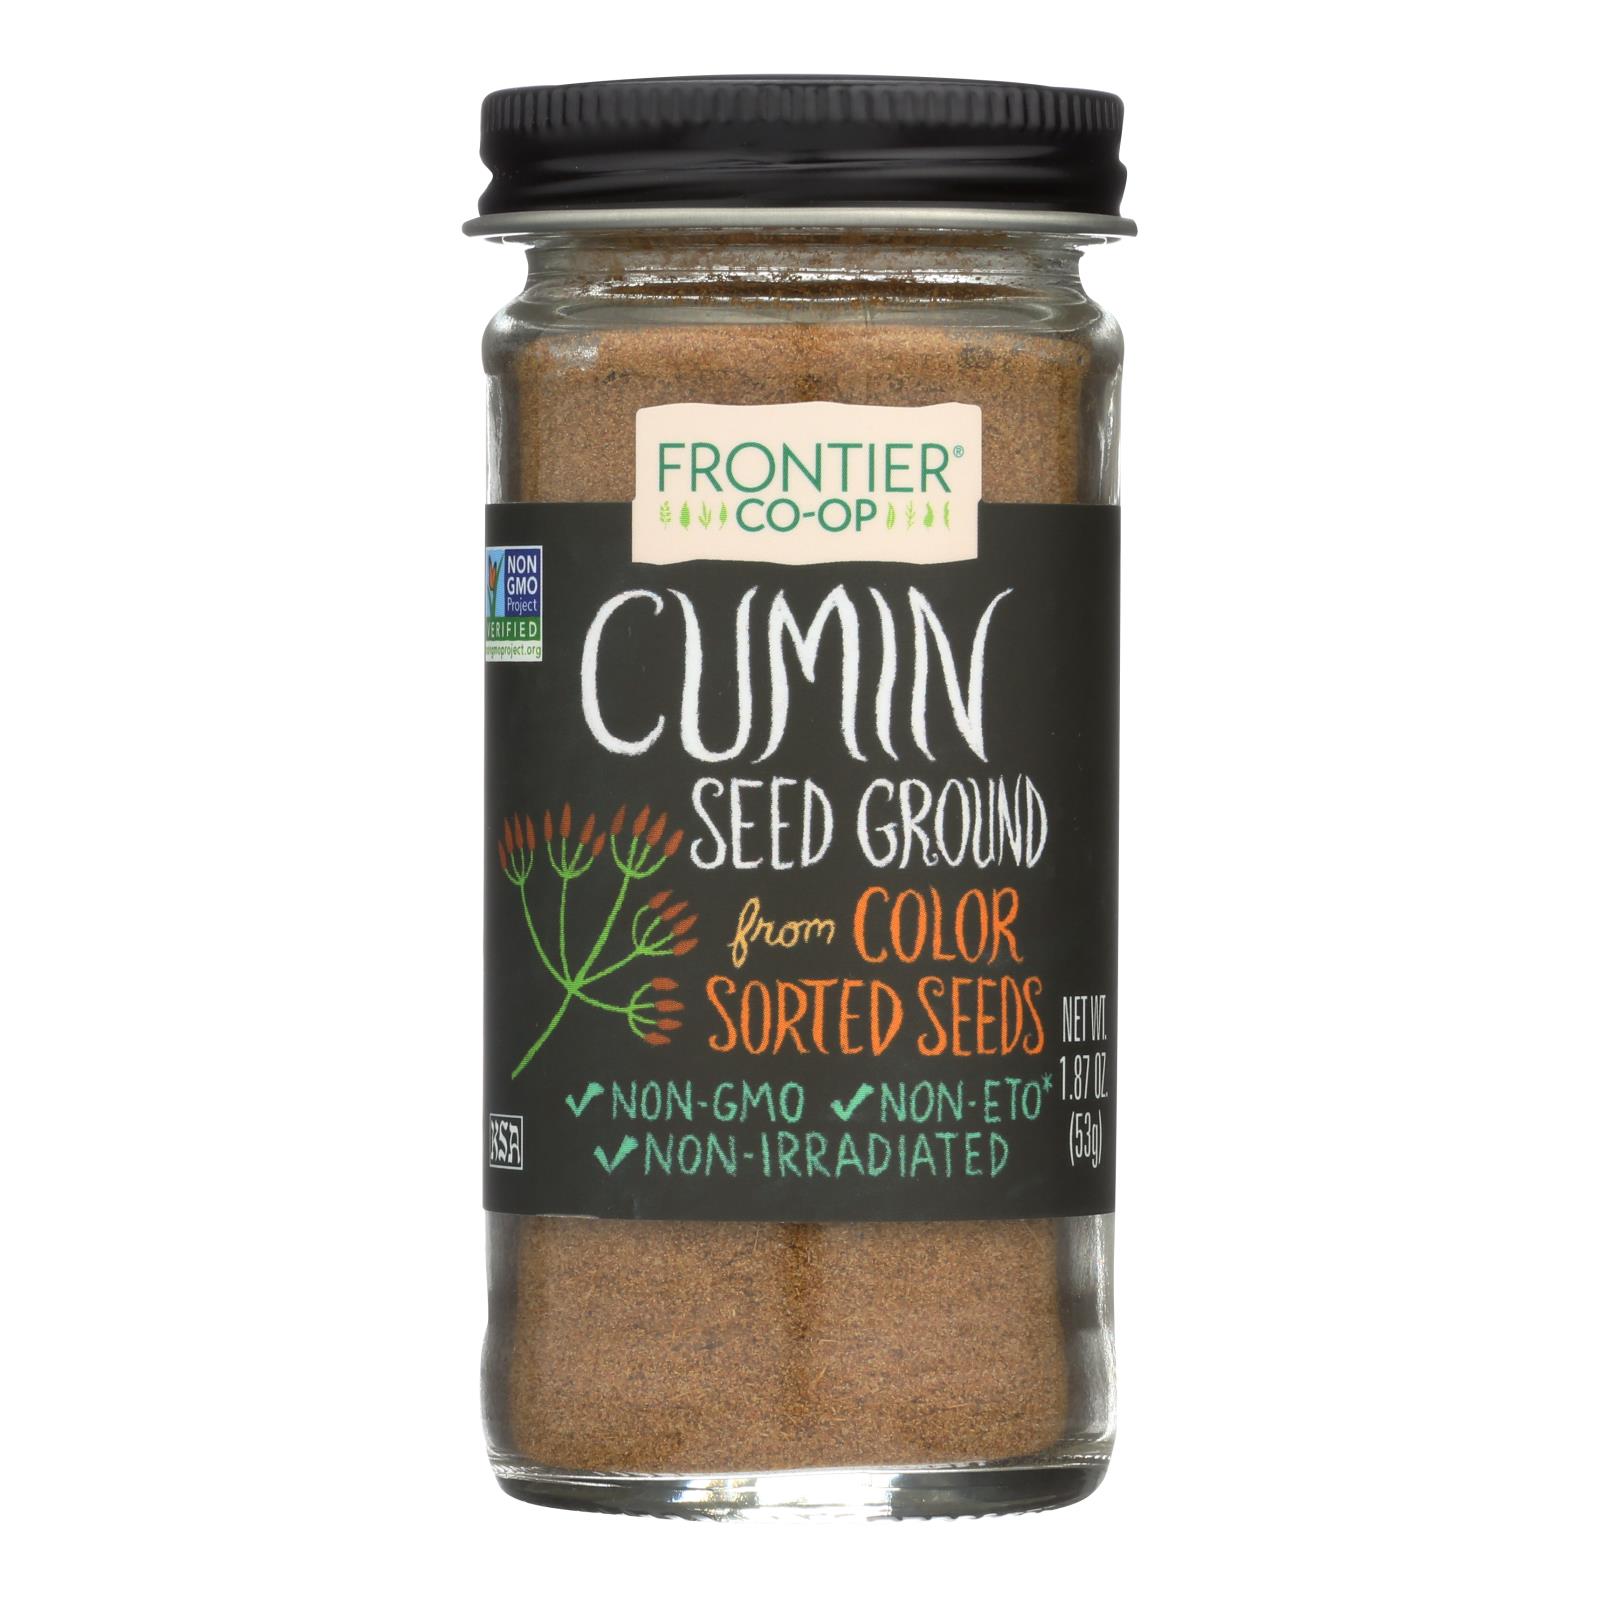 FRONTIER®
CO-OP
NON
GMO
Project
VERIFIED
CUMIN
SEED GROUND
from COLOR
SORTED SEEDS
NET WT.
1.87 OZ.
(53g)
✓NON-GMO ✓NON-ETO*
✓NON-IRRADIATED
KSA